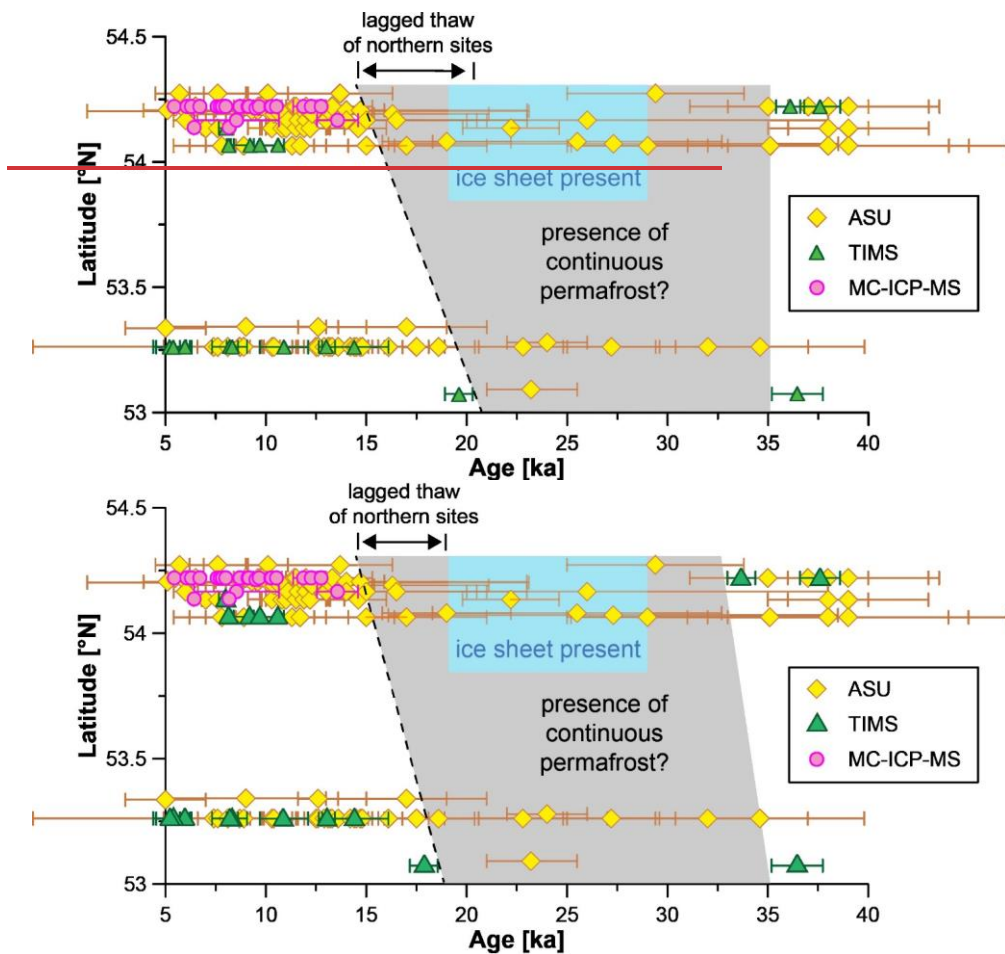 lagged thaw
of northern sites
54.5
54
53.5
53
Latitude [°N]
ice sheet present
presence of
continuous
permafrost?
ASU
TIMS
MC-ICP-MS
5 10 15 20 25 30 35 40
Age [ka]
lagged thaw
of northern sites
54.5
54
53.5
53
Latitude [°N]
ice sheet present
presence of
continuous
permafrost?
ASU
TIMS
MC-ICP-MS
5 10 15 20 25 30 35 40
Age [ka]